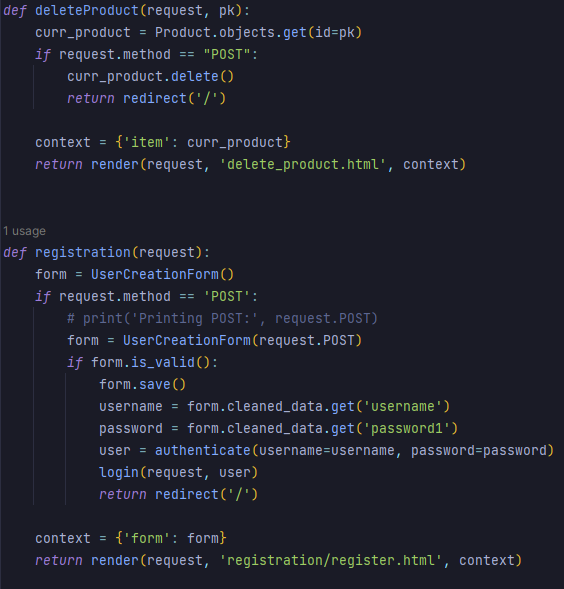 def deleteProduct(request, pk):
    curr_product = Product.objects.get(id=pk)
    if request.method == "POST":
        curr_product.delete()
        return redirect('/')
    context = {'item': curr_product}
    return render(request, 'delete_product.html', context)
1 usage
def registration(request):
    form = UserCreationForm()
    if request.method == 'POST':
        # print('Printing POST:', request.POST)
        form = UserCreationForm(request.POST)
        if form.is_valid():
            form.save()
            username = form.cleaned_data.get('username')
            password = form.cleaned_data.get('password1')
            user = authenticate(username=username, password=password)
            login(request, user)
            return redirect('/')
    context = {'form': form}
    return render(request, 'registration/register.html', context)